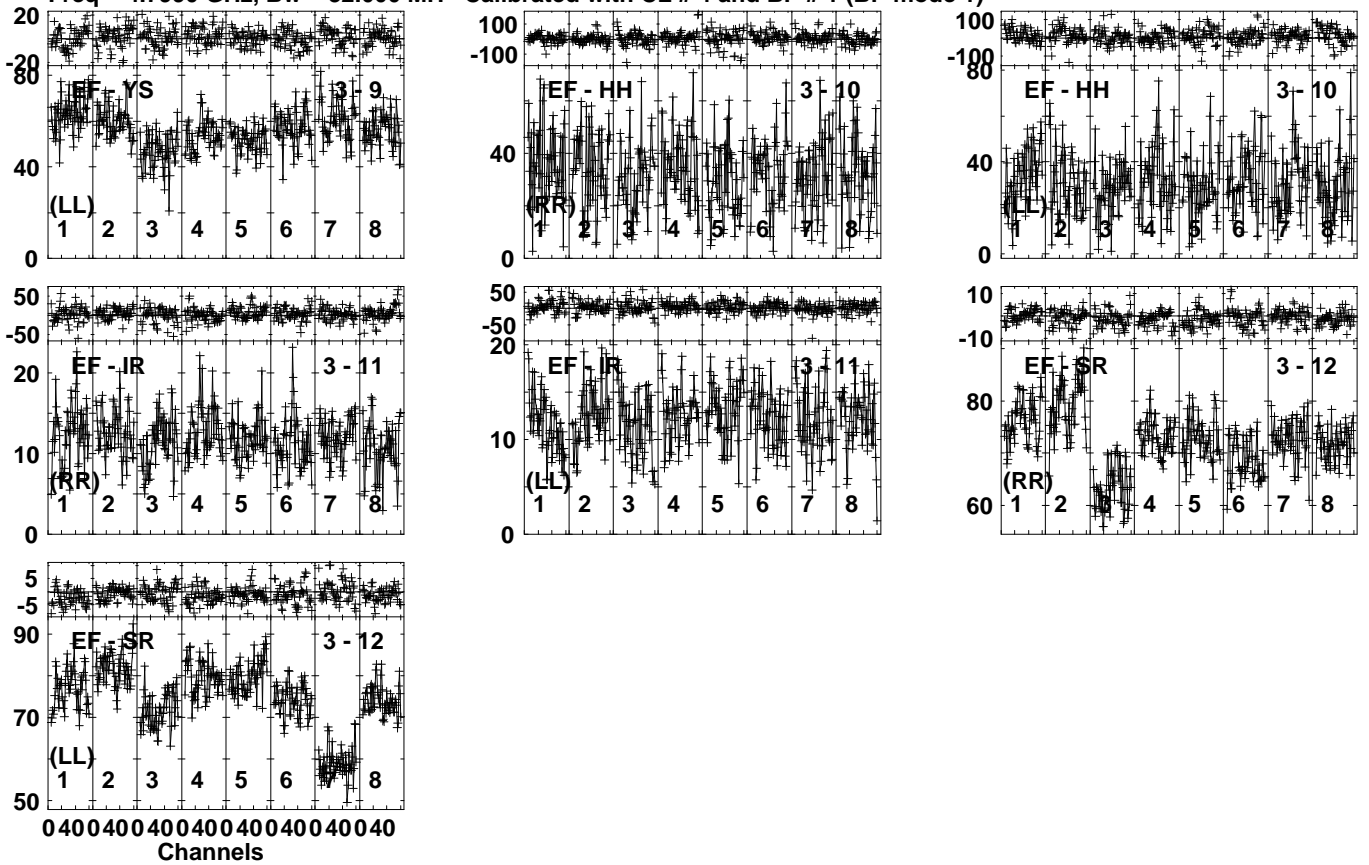 20
-20
80
40
0
EF - YS 3 - 9
(LL)
1 2 3 4 5 6 7 8
100
-100
40
0
EF - HH 3 - 10
(RR)
1 2 3 4 5 6 7 8
100
-100
80
40
0
EF - HH 3 - 10
(LL)
1 2 3 4 5 6 7 8
50
-50
20
10
0
EF - IR 3 - 11
(RR)
1 2 3 4 5 6 7 8
50
-50
20
10
0
EF - IR 3 - 11
(LL)
1 2 3 4 5 6 7 8
10
-10
80
60
EF - SR 3 - 12
(RR)
1 2 3 4 5 6 7 8
5
-5
90
70
50
EF - SR 3 - 12
(LL)
1 2 3 4 5 6 7 8
0 40 0 40 0 40 0 40 0 40 0 40 0 40 0 40
Channels